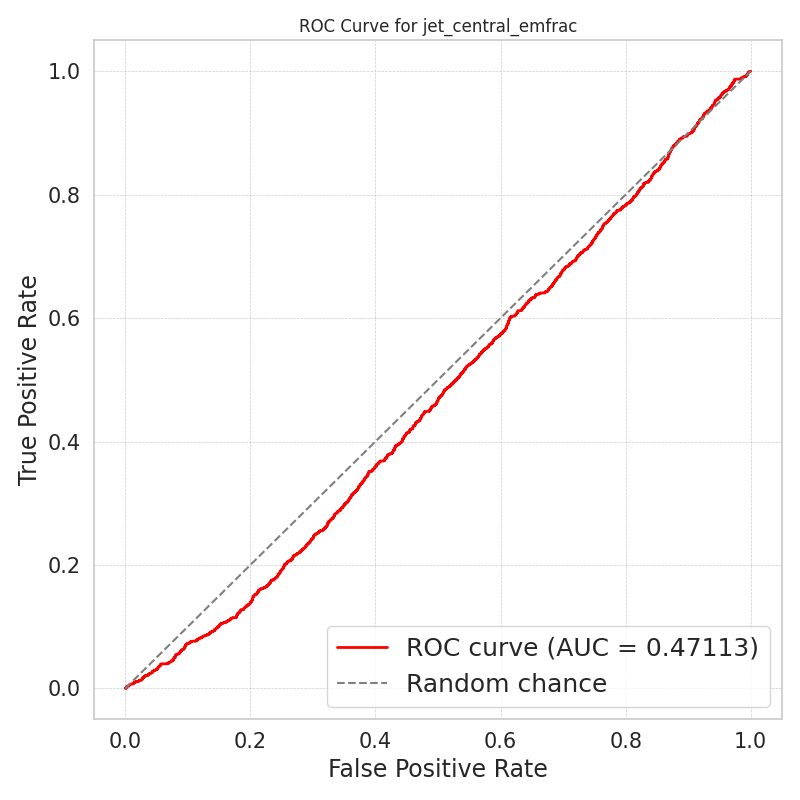 ROC Curve for jet_central_emfrac
True Positive Rate
1.0
0.8
0.6
0.4
0.2
0.0
ROC curve (AUC = 0.47113)
Random chance
0.0 0.2 0.4 0.6 0.8 1.0
False Positive Rate